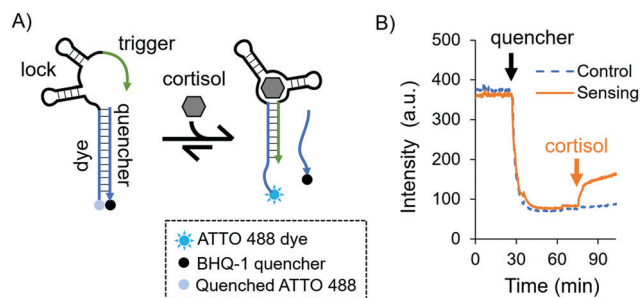 A)
trigger
lock
cortisol
dye
quencher
ATTO 488 dye
BHQ-1 quencher
Quenched ATTO 488
B)
quencher
Control
Sensing
cortisol
Intensity (a.u.)
500
400
300
200
100
0
0 30 60 90
Time (min)